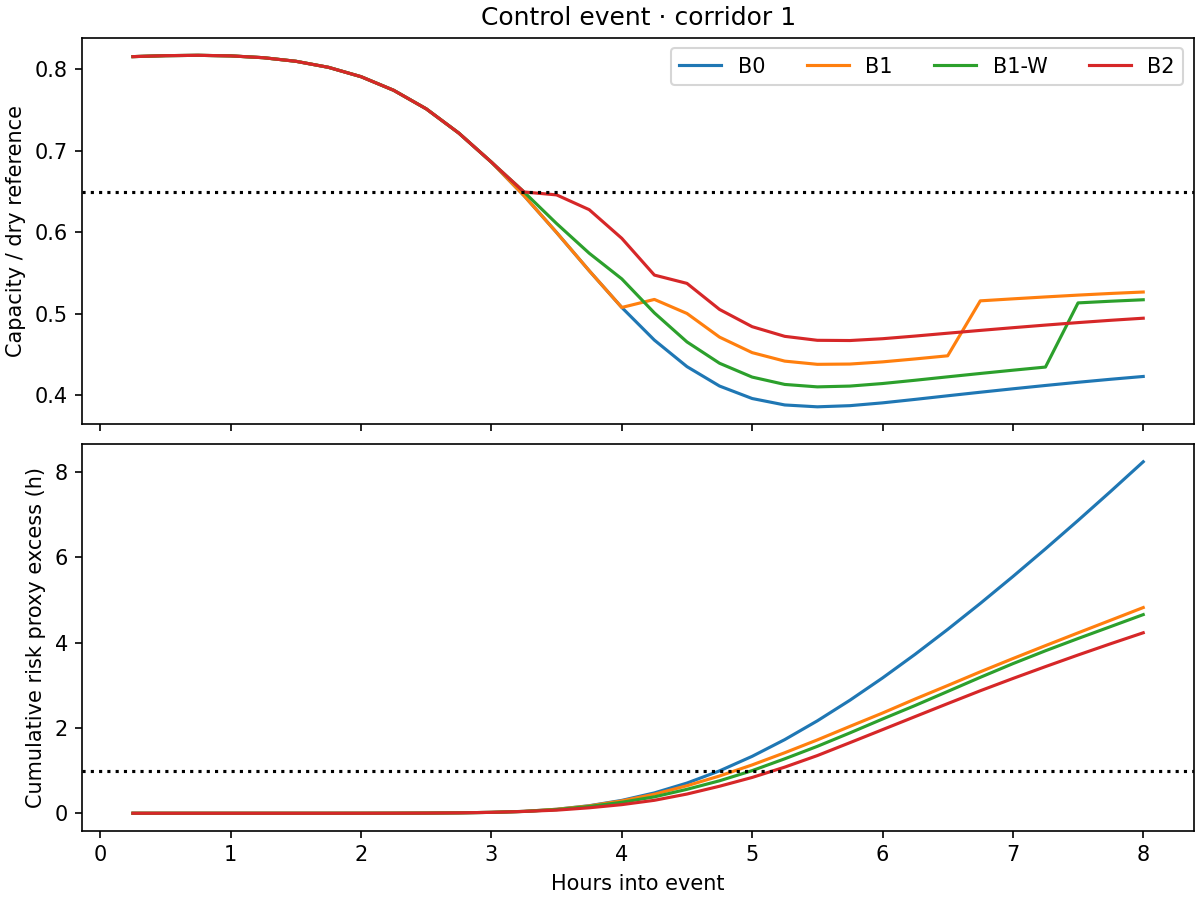 Control event · corridor 1
B0 B1 B1-W B2
Capacity / dry reference
0.8
0.7
0.6
0.5
0.4
Cumulative risk proxy excess (h)
8
6
4
2
0
0 1 2 3 4 5 6 7 8
Hours into event